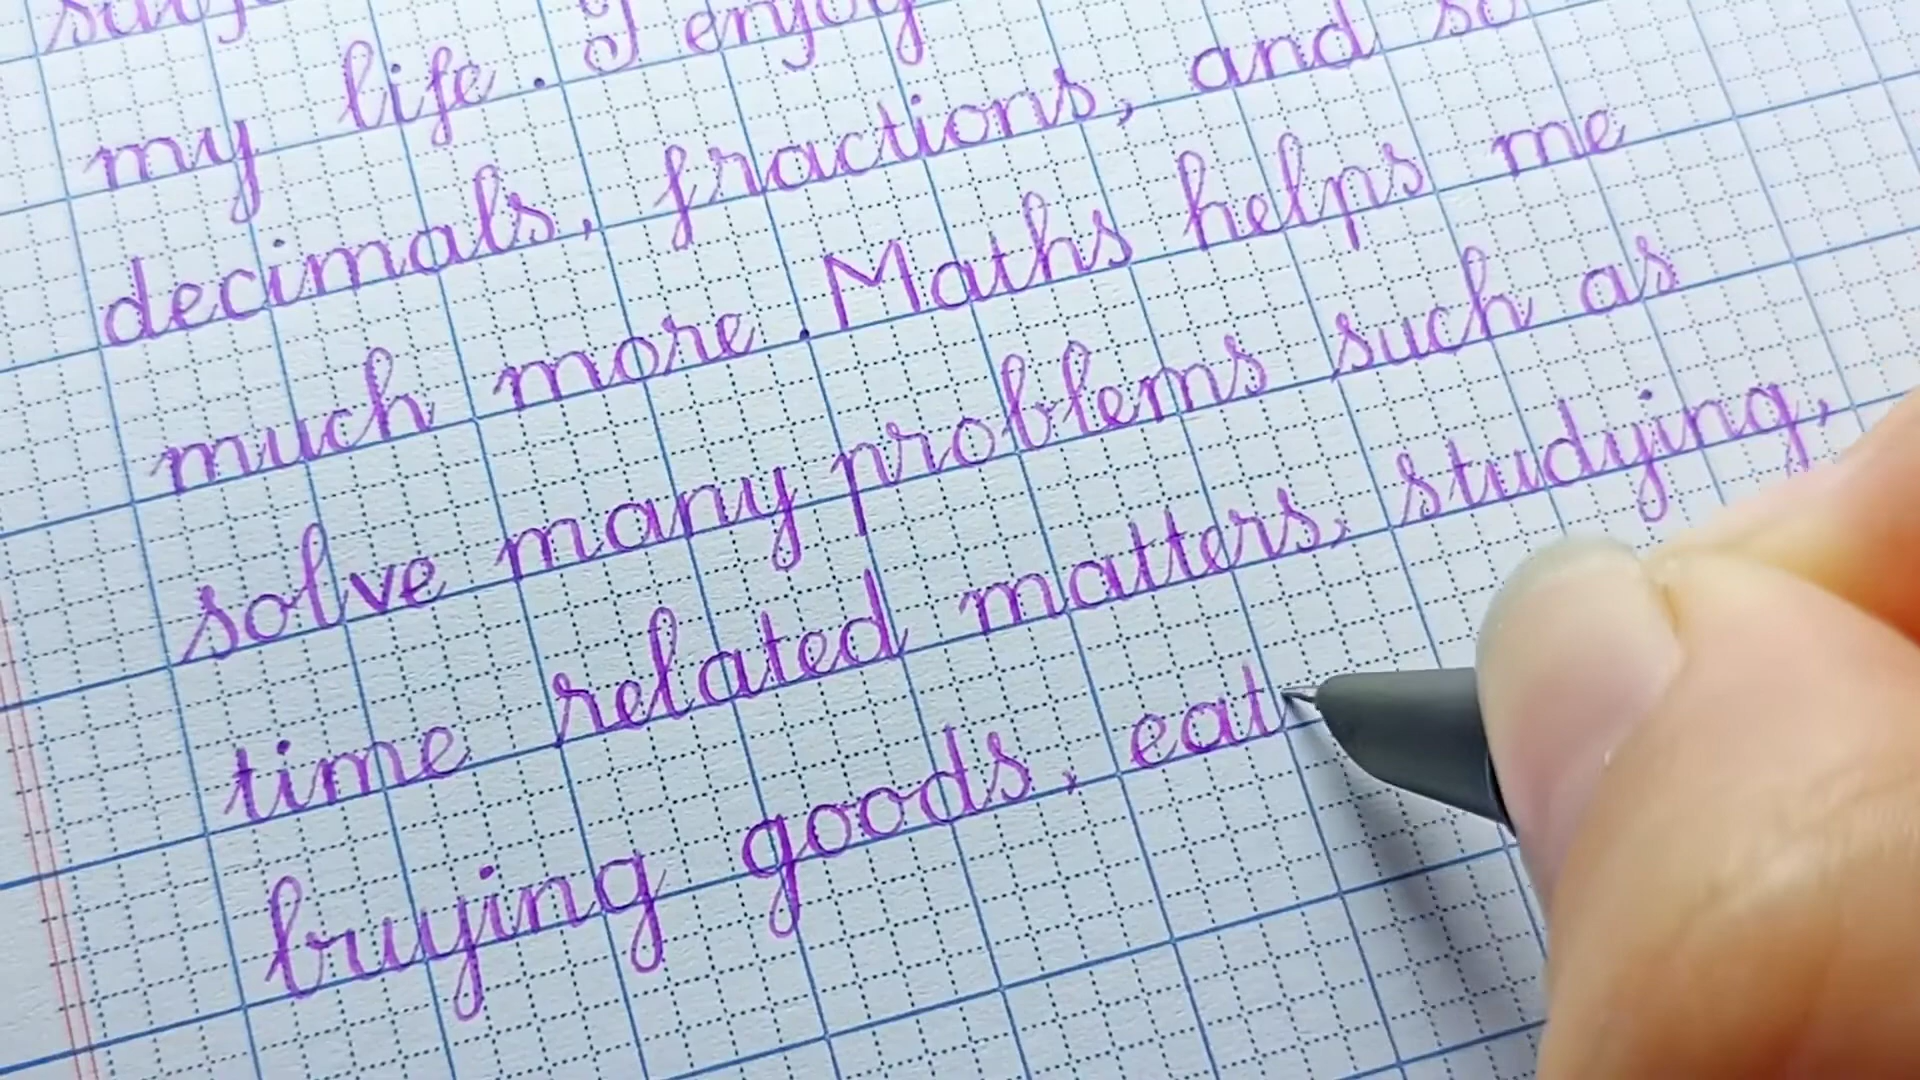 my life. I enjoy
decimals, fractions, and so
much more. Maths helps me
solve many problems such as
time related matters, studying,
buying goods, eat